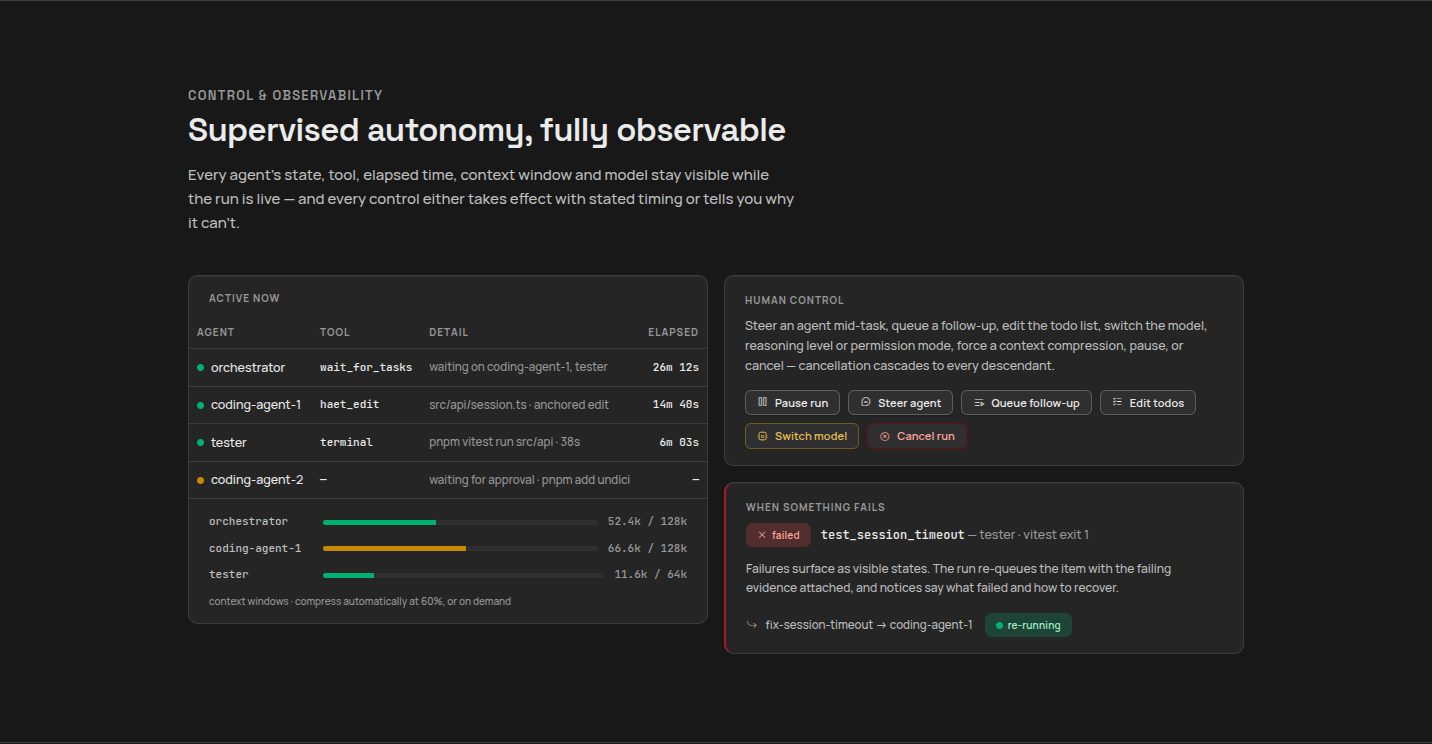 CONTROL & OBSERVABILITY
Supervised autonomy, fully observable
Every agent's state, tool, elapsed time, context window and model stay visible while
the run is live — and every control either takes effect with stated timing or tells you why
it can't.
ACTIVE NOW
AGENT TOOL DETAIL ELAPSED
orchestrator wait_for_tasks waiting on coding-agent-1, tester 26m 12s
coding-agent-1 haet_edit src/api/session.ts · anchored edit 14m 40s
tester terminal pnpm vitest run src/api · 38s 6m 03s
coding-agent-2 — waiting for approval · pnpm add undici —
orchestrator 52.4k / 128k
coding-agent-1 66.6k / 128k
tester 11.6k / 64k
context windows · compress automatically at 60%, or on demand
HUMAN CONTROL
Steer an agent mid-task, queue a follow-up, edit the todo list, switch the model,
reasoning level or permission mode, force a context compression, pause, or
cancel — cancellation cascades to every descendant.
Pause run Steer agent Queue follow-up Edit todos
Switch model Cancel run
WHEN SOMETHING FAILS
failed test_session_timeout — tester · vitest exit 1
Failures surface as visible states. The run re-queues the item with the failing
evidence attached, and notices say what failed and how to recover.
fix-session-timeout → coding-agent-1 re-running